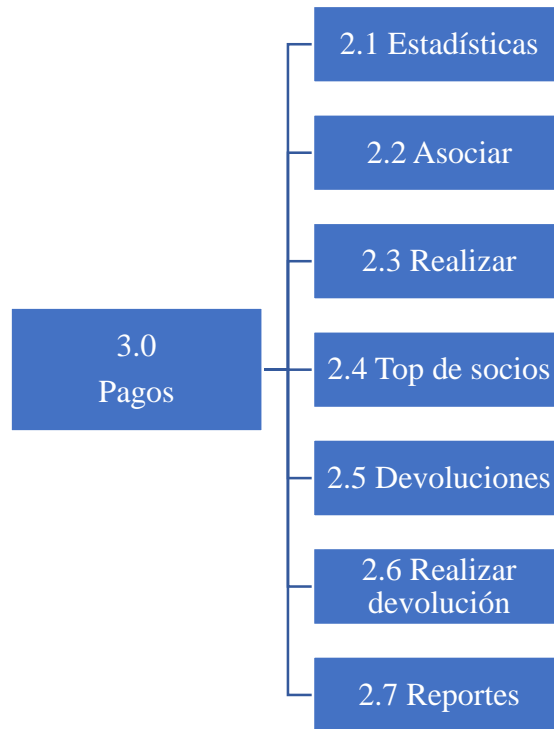 3.0
Pagos
2.1 Estadísticas
2.2 Asociar
2.3 Realizar
2.4 Top de socios
2.5 Devoluciones
2.6 Realizar
devolución
2.7 Reportes